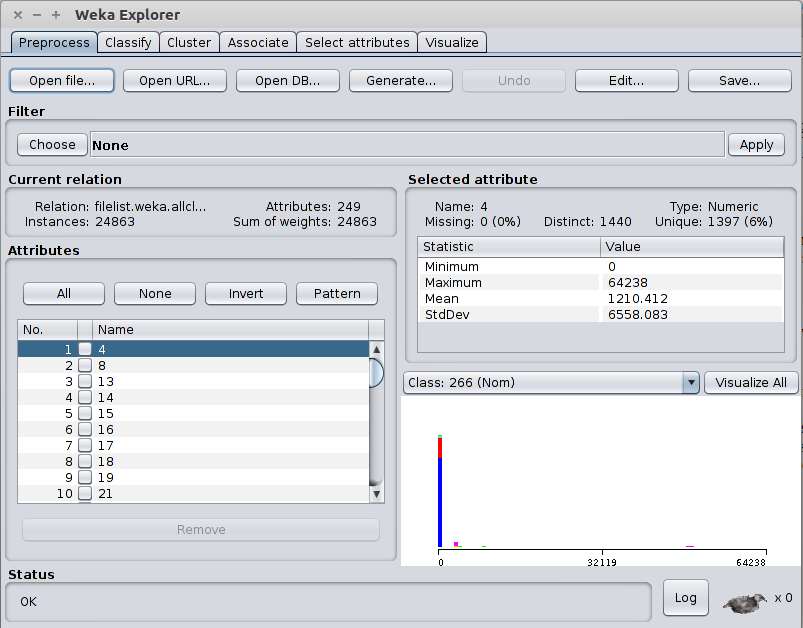 Weka Explorer
Preprocess Classify Cluster Associate Select attributes Visualize
Open file... Open URL... Open DB... Generate... Undo Edit... Save...
Filter
Choose None Apply
Current relation
Relation: filelist.weka.allcl... Attributes: 249
Instances: 24863 Sum of weights: 24863
Selected attribute
Name: 4 Type: Numeric
Missing: 0 (0%) Distinct: 1440 Unique: 1397 (6%)
Statistic Value
Minimum 0
Maximum 64238
Mean 1210.412
StdDev 6558.083
Attributes
All None Invert Pattern
No. Name
1 4
2 8
3 13
4 14
5 15
6 16
7 17
8 18
9 19
10 21
Remove
Class: 266 (Nom) Visualize All
0 32119 64238
Status
OK Log x 0